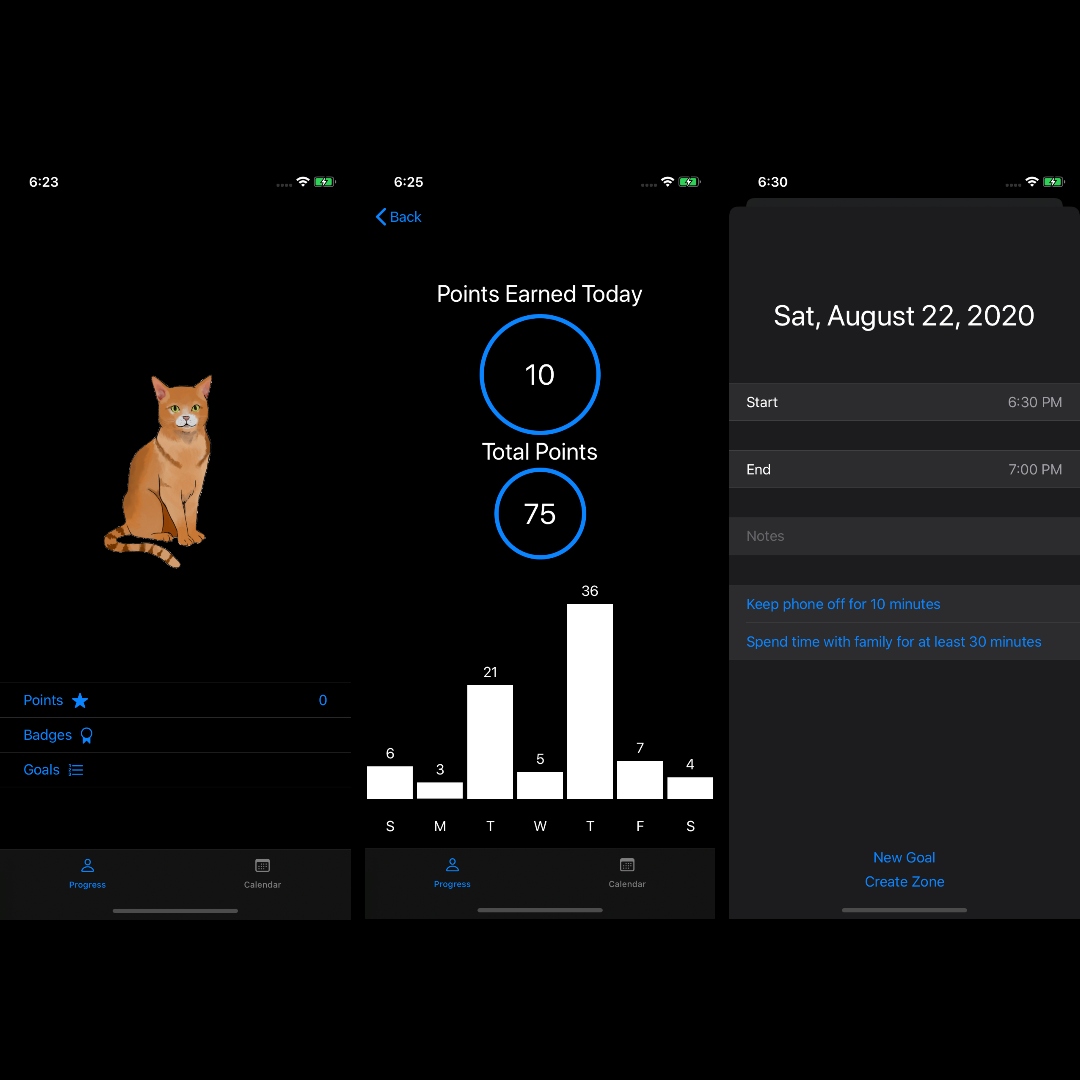 6:23
Points 0
Badges
Goals
Progress Calendar
6:25
Back
Points Earned Today
10
Total Points
75
36
21
7
6
5
4
3
S M T W T F S
Progress Calendar
6:30
Sat, August 22, 2020
Start 6:30 PM
End 7:00 PM
Notes
Keep phone off for 10 minutes
Spend time with family for at least 30 minutes
New Goal
Create Zone